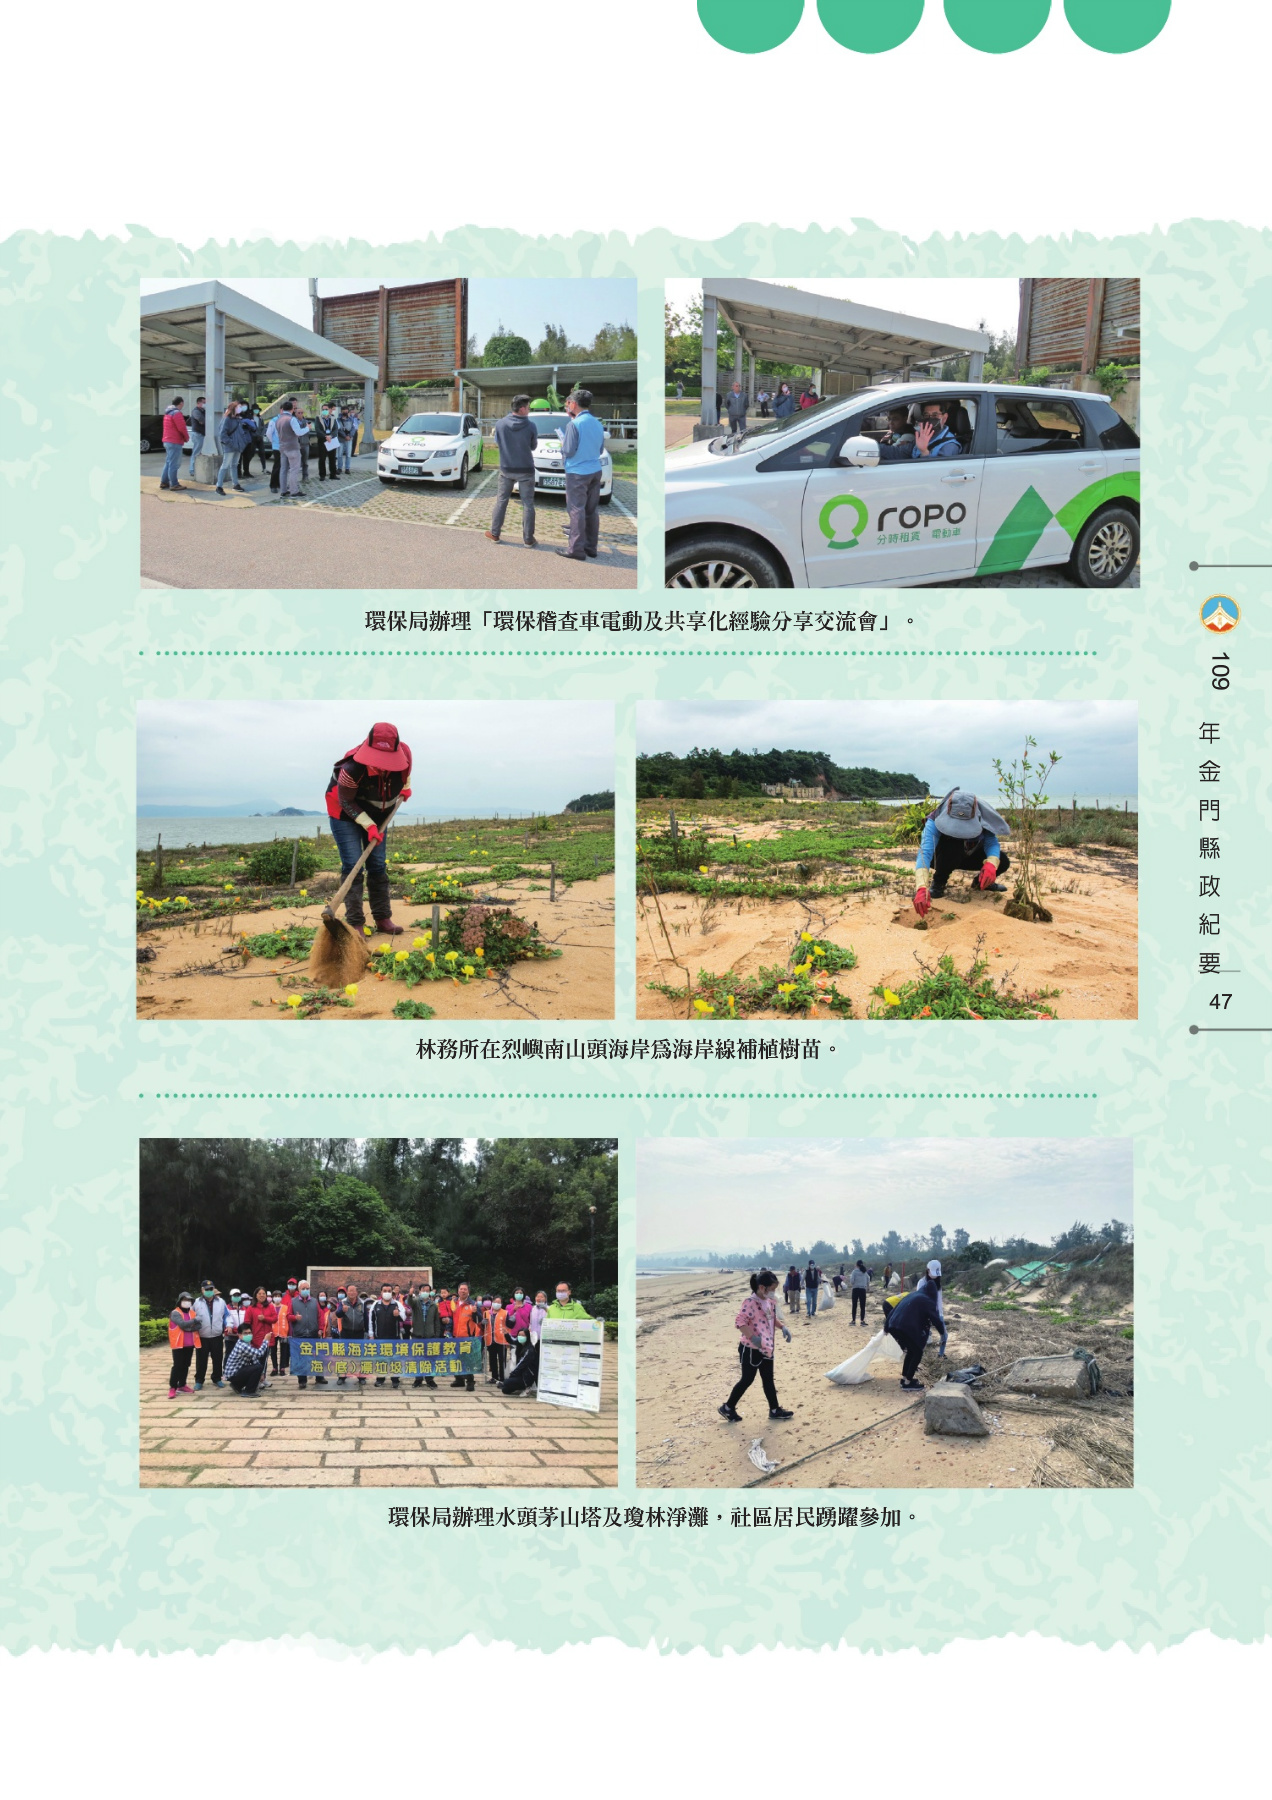 ropo
ropo
ropo
分時租賃 電動車
環保局辦理「環保稽查車電動及共享化經驗分享交流會」。
林務所在烈嶼南山頭海岸為海岸線補植樹苗。
金門縣海洋環境保護教育
海(底)漂垃圾清除活動
環保局辦理水頭茅山塔及瓊林淨灘，社區居民踴躍參加。
109 年金門縣政紀要
47